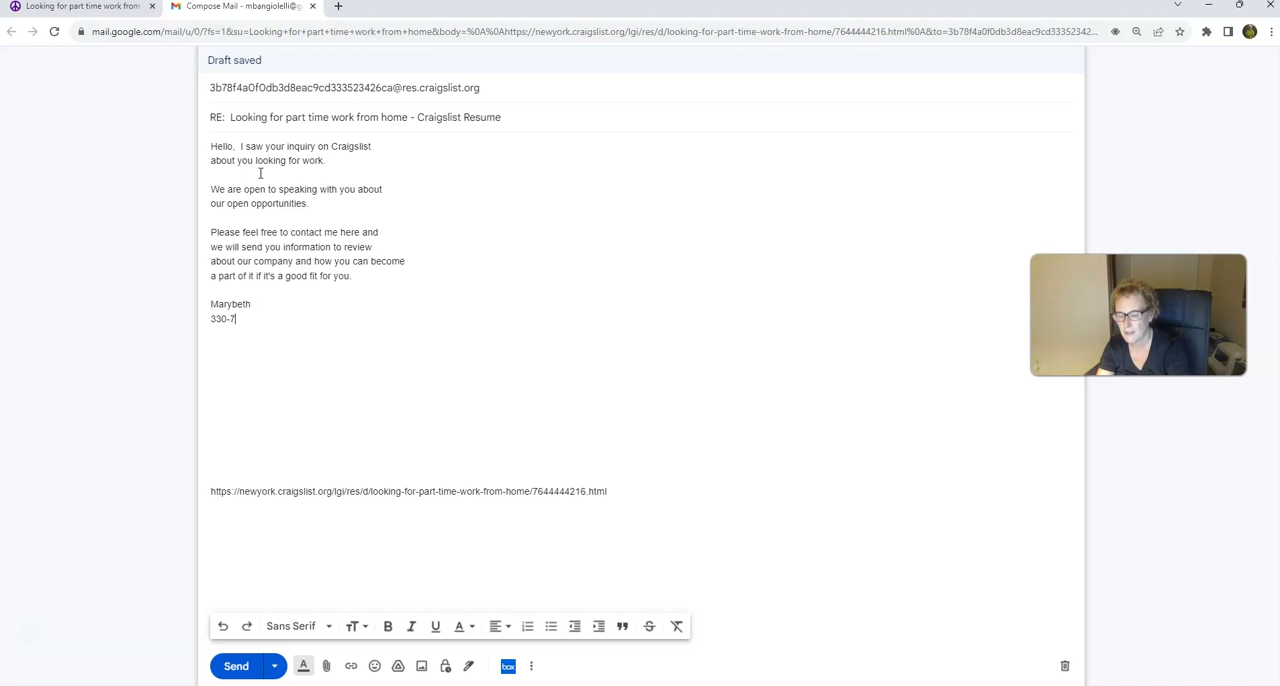 Looking for part time work from
Compose Mail - mbangiolelli@g
mail.google.com/mail/u/0/?fs=1&su=Looking+for+part+time+work+from+home&body=%0A%0Ahttps://newyork.craigslist.org/lgi/res/d/looking-for-part-time-work-from-home/7644444216.html%0A&to=3b78f4a0f0db3d8eac9cd33352342...
Draft saved
3b78f4a0f0db3d8eac9cd333523426ca@res.craigslist.org
RE:  Looking for part time work from home - Craigslist Resume
Hello,  I saw your inquiry on Craigslist
about you looking for work.
We are open to speaking with you about
our open opportunities.
Please feel free to contact me here and
we will send you information to review
about our company and how you can become
a part of it if it's a good fit for you.
Marybeth
330-7
https://newyork.craigslist.org/lgi/res/d/looking-for-part-time-work-from-home/7644444216.html
Sans Serif
Send
box